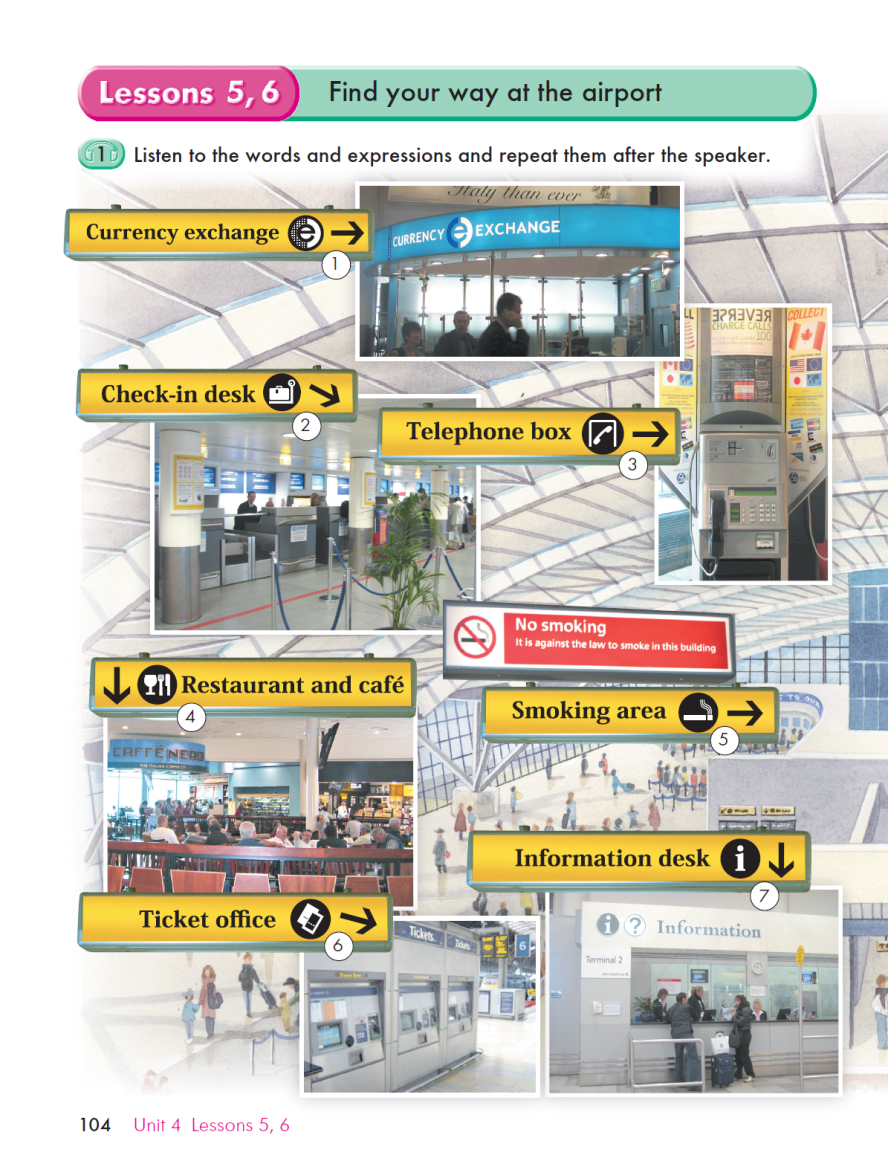 Lessons 5, 6
Find your way at the airport
1 Listen to the words and expressions and repeat them after the speaker.
Italy than ever
Currency exchange
CURRENCY EXCHANGE
1
REVERSE
CHARGE CALLS
COLLECT
Check-in desk
2
Telephone box
3
No smoking
It is against the law to smoke in this building
Restaurant and café
4
Smoking area
5
CAFFÈ NERO
Information desk
7
Ticket office
6
Tickets
Tickets
6
? Information
Terminal 2
104 Unit 4 Lessons 5, 6